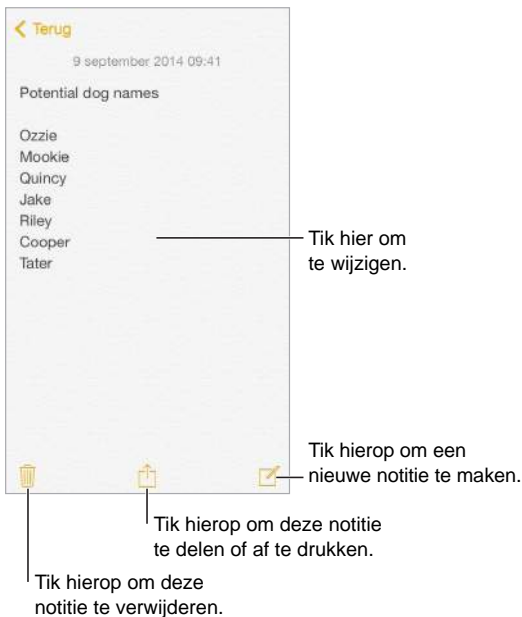 Terug
9 september 2014 09:41
Potential dog names
Ozzie
Mookie
Quincy
Jake
Riley
Cooper
Tater
Tik hier om
te wijzigen.
Tik hierop om een
nieuwe notitie te maken.
Tik hierop om deze notitie
te delen of af te drukken.
Tik hierop om deze
notitie te verwijderen.